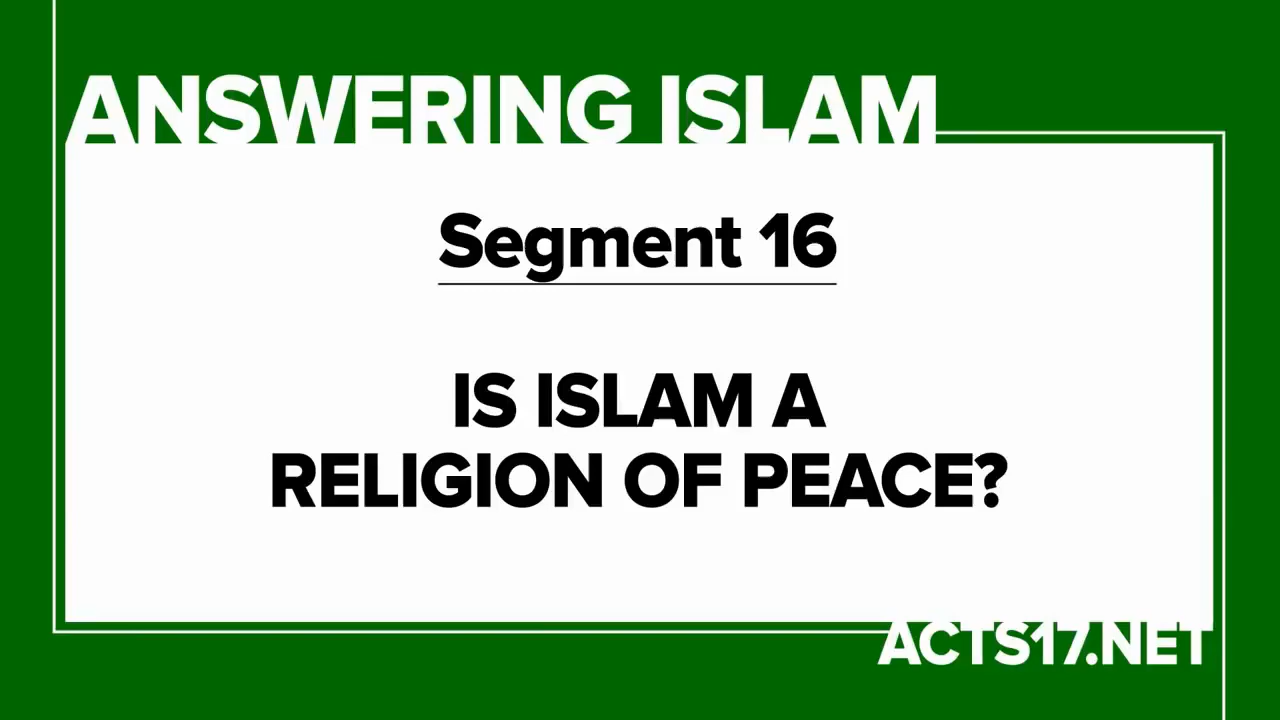 ANSWERING ISLAM
Segment 16
IS ISLAM A
RELIGION OF PEACE?
ACTS17.NET